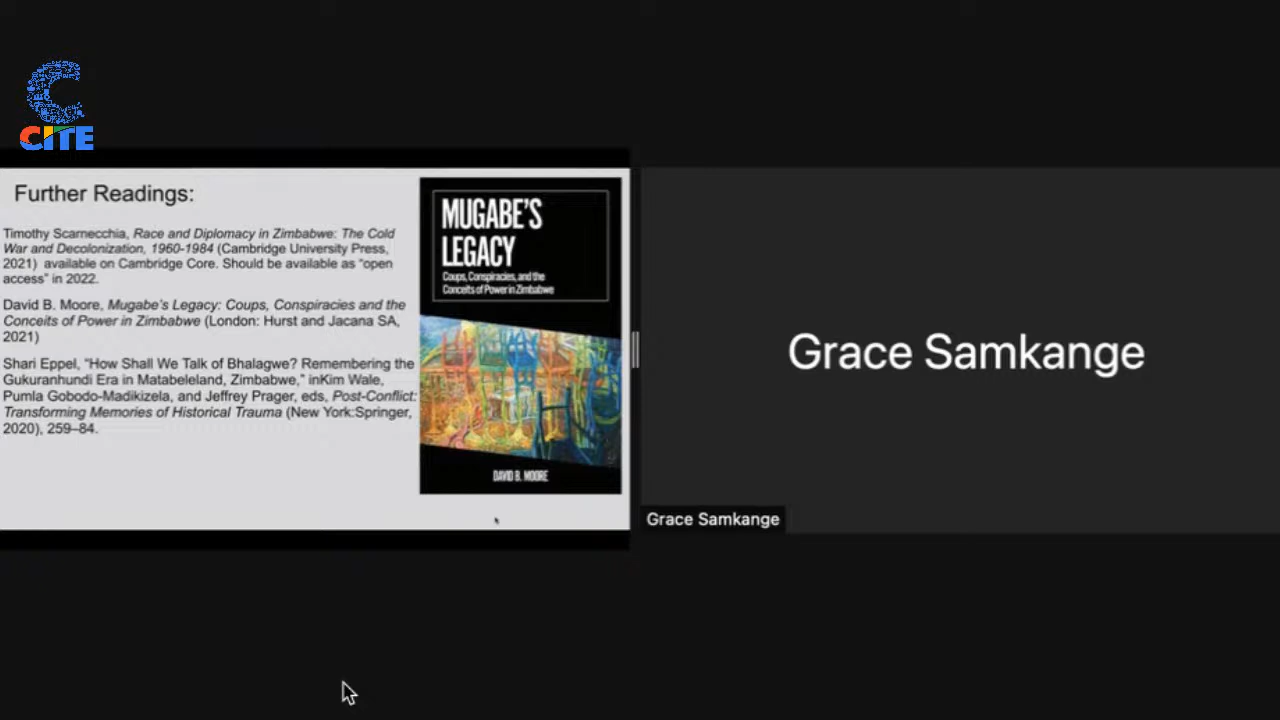 C
CITE
Further Readings:
Timothy Scarnecchia, Race and Diplomacy in Zimbabwe: The Cold
War and Decolonization, 1960-1984 (Cambridge University Press,
2021) available on Cambridge Core. Should be available as “open
access” in 2022.
David B. Moore, Mugabe’s Legacy: Coups, Conspiracies and the
Conceits of Power in Zimbabwe (London: Hurst and Jacana SA,
2021)
Shari Eppel, “How Shall We Talk of Bhalagwe? Remembering the
Gukuranhundi Era in Matabeleland, Zimbabwe,” inKim Wale,
Pumla Gobodo-Madikizela, and Jeffrey Prager, eds, Post-Conflict:
Transforming Memories of Historical Trauma (New York:Springer,
2020), 259–84.
MUGABE’S
LEGACY
Coups, Conspiracies, and the
Conceits of Power in Zimbabwe
DAVID B. MOORE
Grace Samkange
Grace Samkange